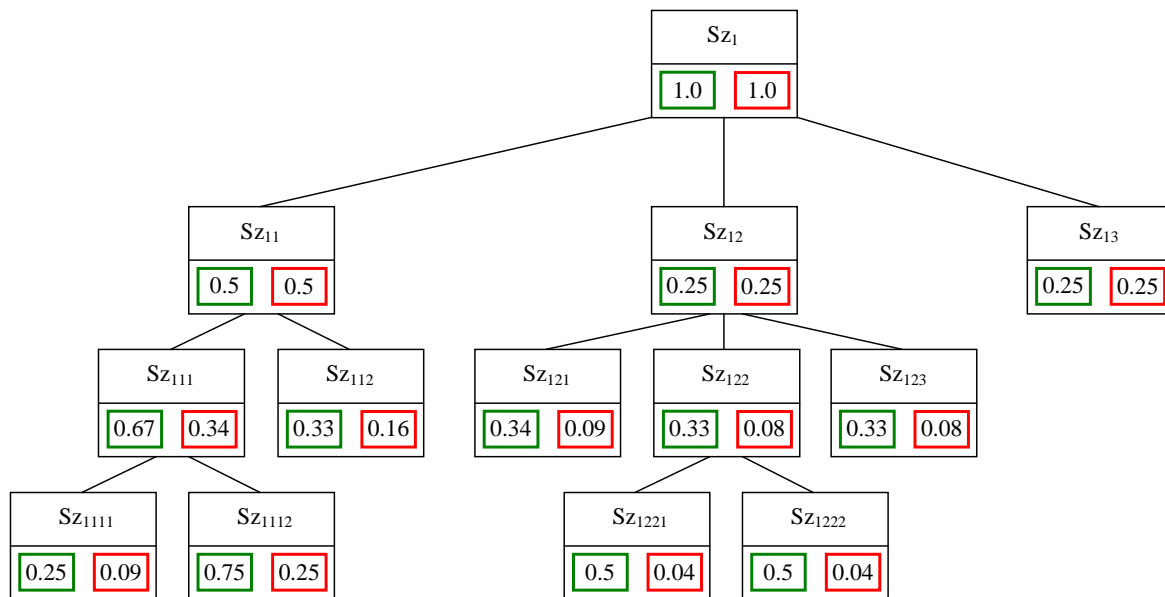 Sz₁
1.0 1.0
Sz₁₁ Sz₁₂ Sz₁₃
0.5 0.5 0.25 0.25 0.25 0.25
Sz₁₁₁ Sz₁₁₂ Sz₁₂₁ Sz₁₂₂ Sz₁₂₃
0.67 0.34 0.33 0.16 0.34 0.09 0.33 0.08 0.33 0.08
Sz₁₁₁₁ Sz₁₁₁₂ Sz₁₂₂₁ Sz₁₂₂₂
0.25 0.09 0.75 0.25 0.5 0.04 0.5 0.04